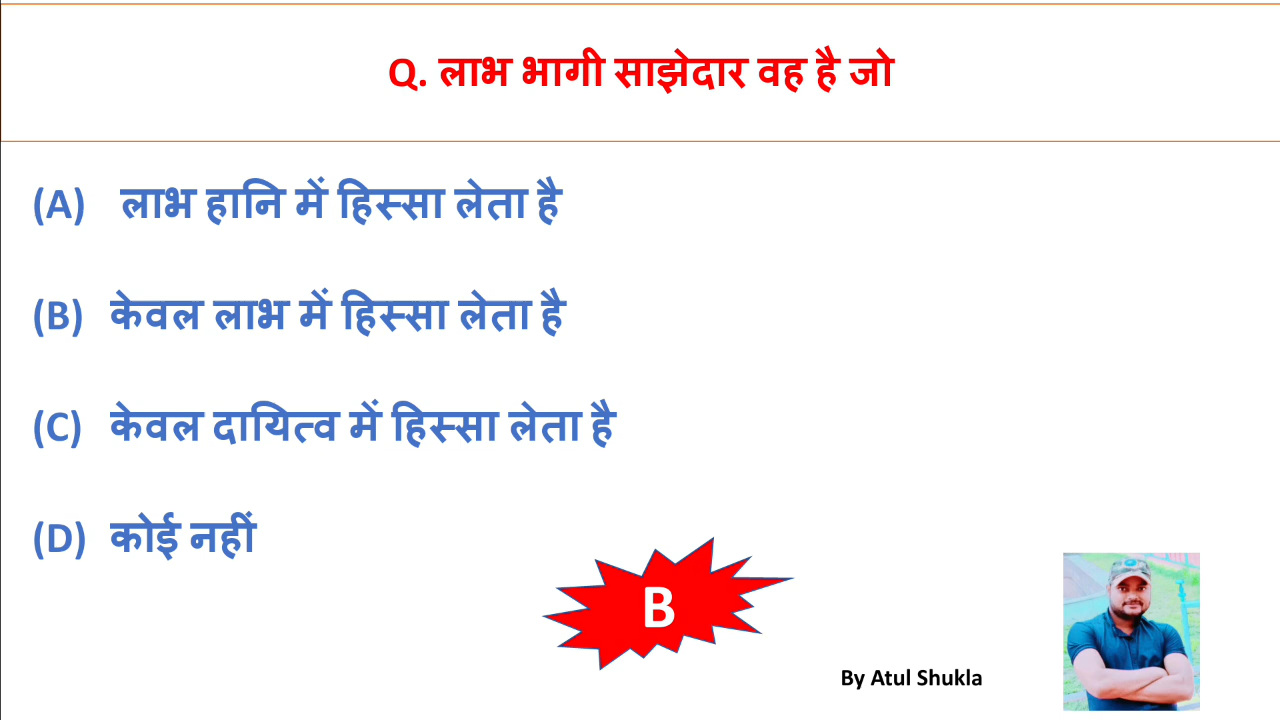 Q. लाभ भागी साझेदार वह है जो
(A) लाभ हानि में हिस्सा लेता है
(B) केवल लाभ में हिस्सा लेता है
(C) केवल दायित्व में हिस्सा लेता है
(D) कोई नहीं
B
By Atul Shukla